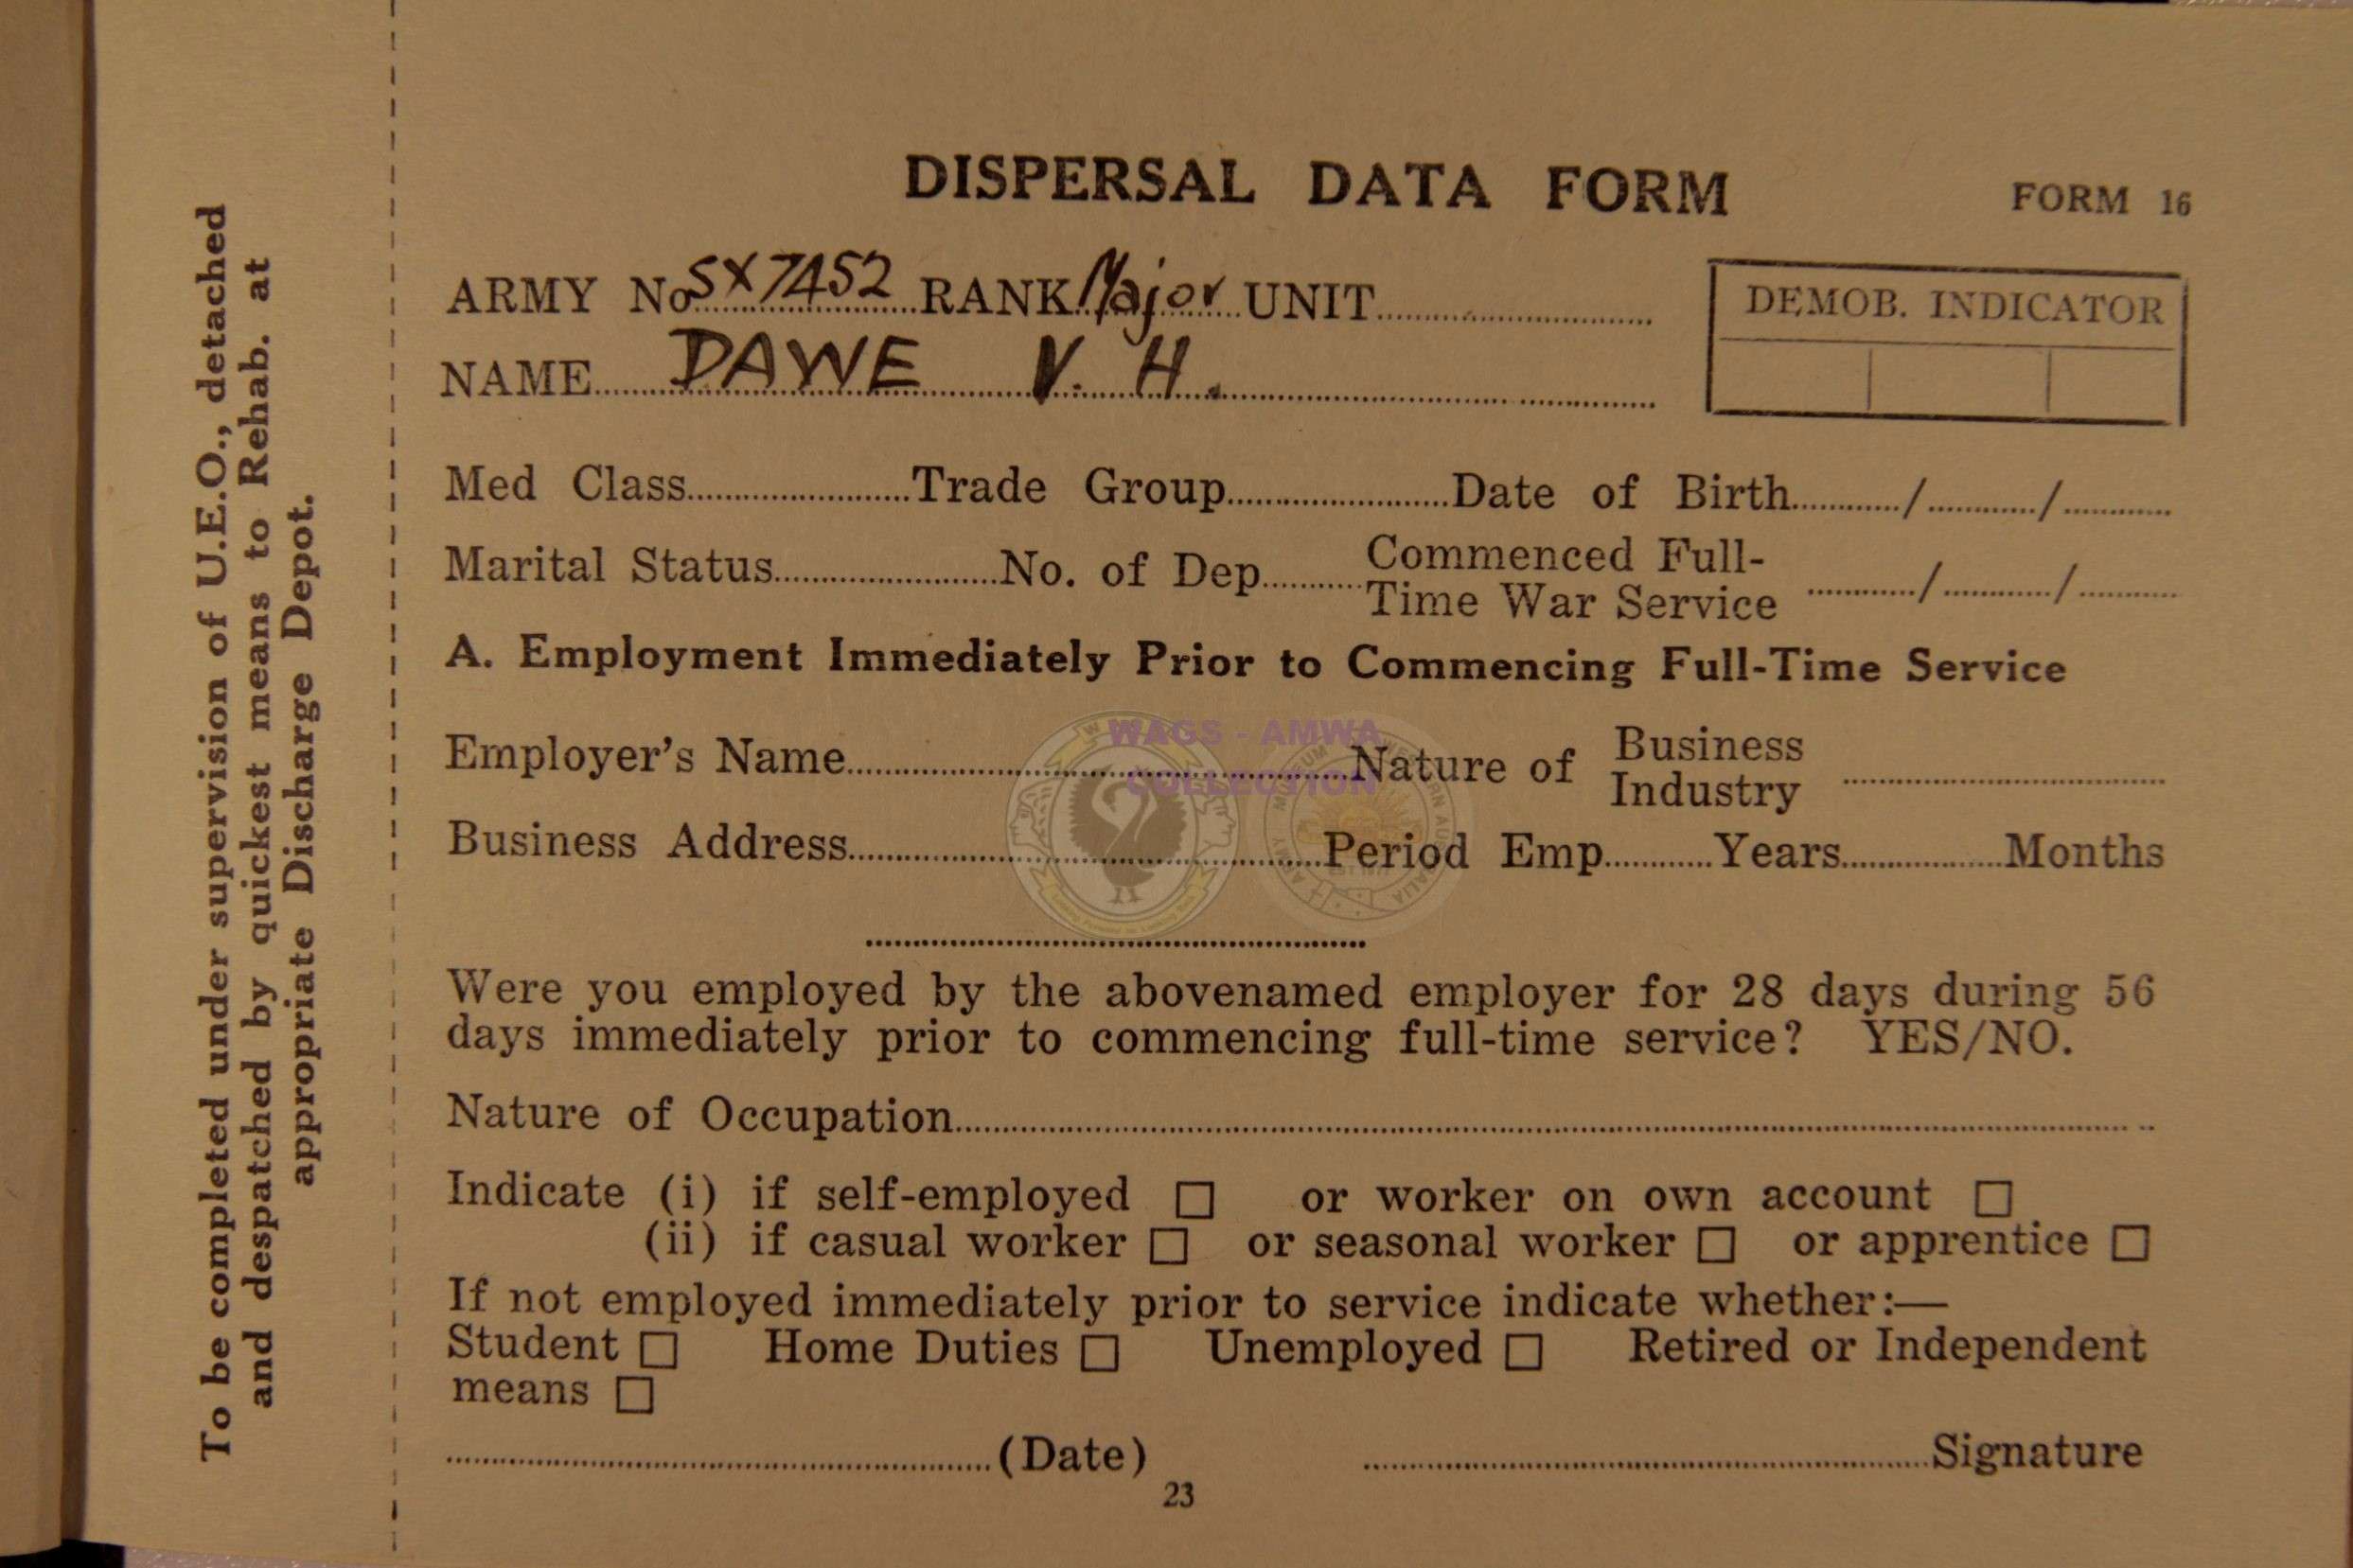 To be completed under supervision of U.E.O., detached
and despatched by quickest means to Rehab. at
appropriate Discharge Depot.
DISPERSAL DATA FORM
FORM 16
ARMY No SX7452 RANK Major UNIT
DEMOB. INDICATOR
NAME DAWE V. H.
Med Class Trade Group Date of Birth / /
Marital Status No. of Dep Commenced Full-
Time War Service / /
A. Employment Immediately Prior to Commencing Full-Time Service
WAGS - AMWA
COLLECTION
Employer's Name Nature of Business
Industry
Business Address Period Emp Years Months
Were you employed by the abovenamed employer for 28 days during 56
days immediately prior to commencing full-time service? YES/NO.
Nature of Occupation
Indicate (i) if self-employed □ or worker on own account □
(ii) if casual worker □ or seasonal worker □ or apprentice □
If not employed immediately prior to service indicate whether:—
Student □ Home Duties □ Unemployed □ Retired or Independent
means □
(Date) Signature
23